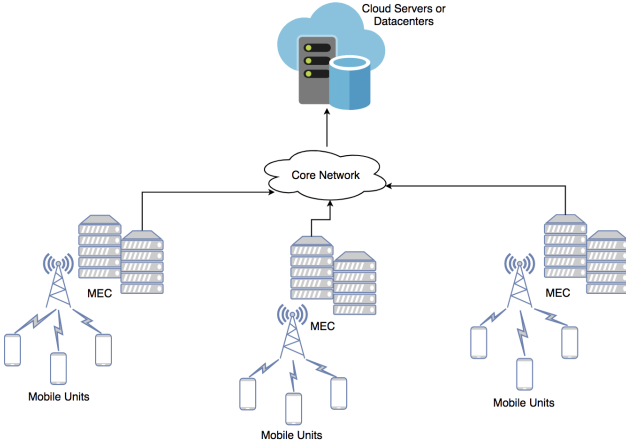 Cloud Servers or
Datacenters
Core Network
MEC
MEC
MEC
Mobile Units
Mobile Units
Mobile Units